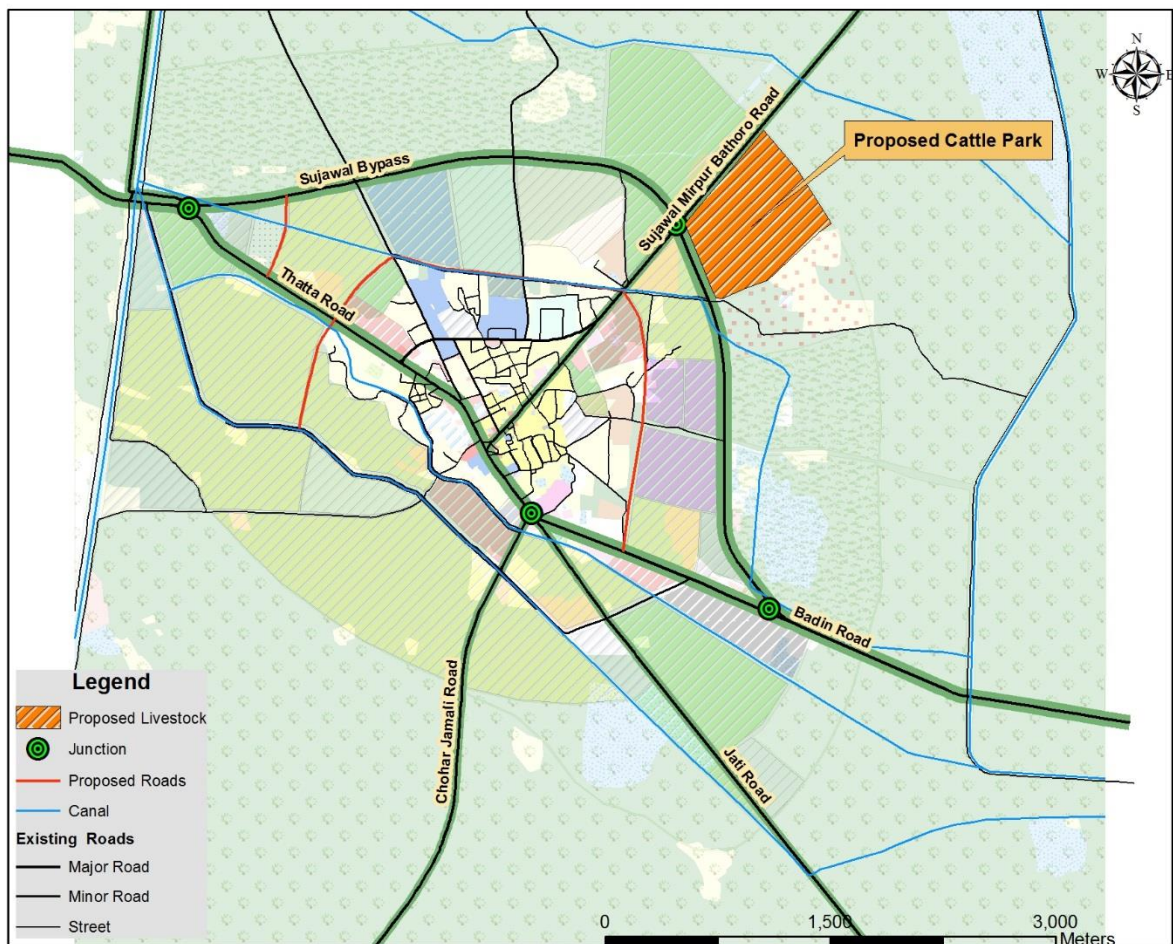 N
W E
S
Proposed Cattle Park
Sujawal Mirpur Bathoro Road
Sujawal Bypass
Thatta Road
Badin Road
Chohar Jamali Road
Jati Road
Legend
Proposed Livestock
Junction
Proposed Roads
Canal
Existing Roads
Major Road
Minor Road
Street
0 1,500 3,000
Meters